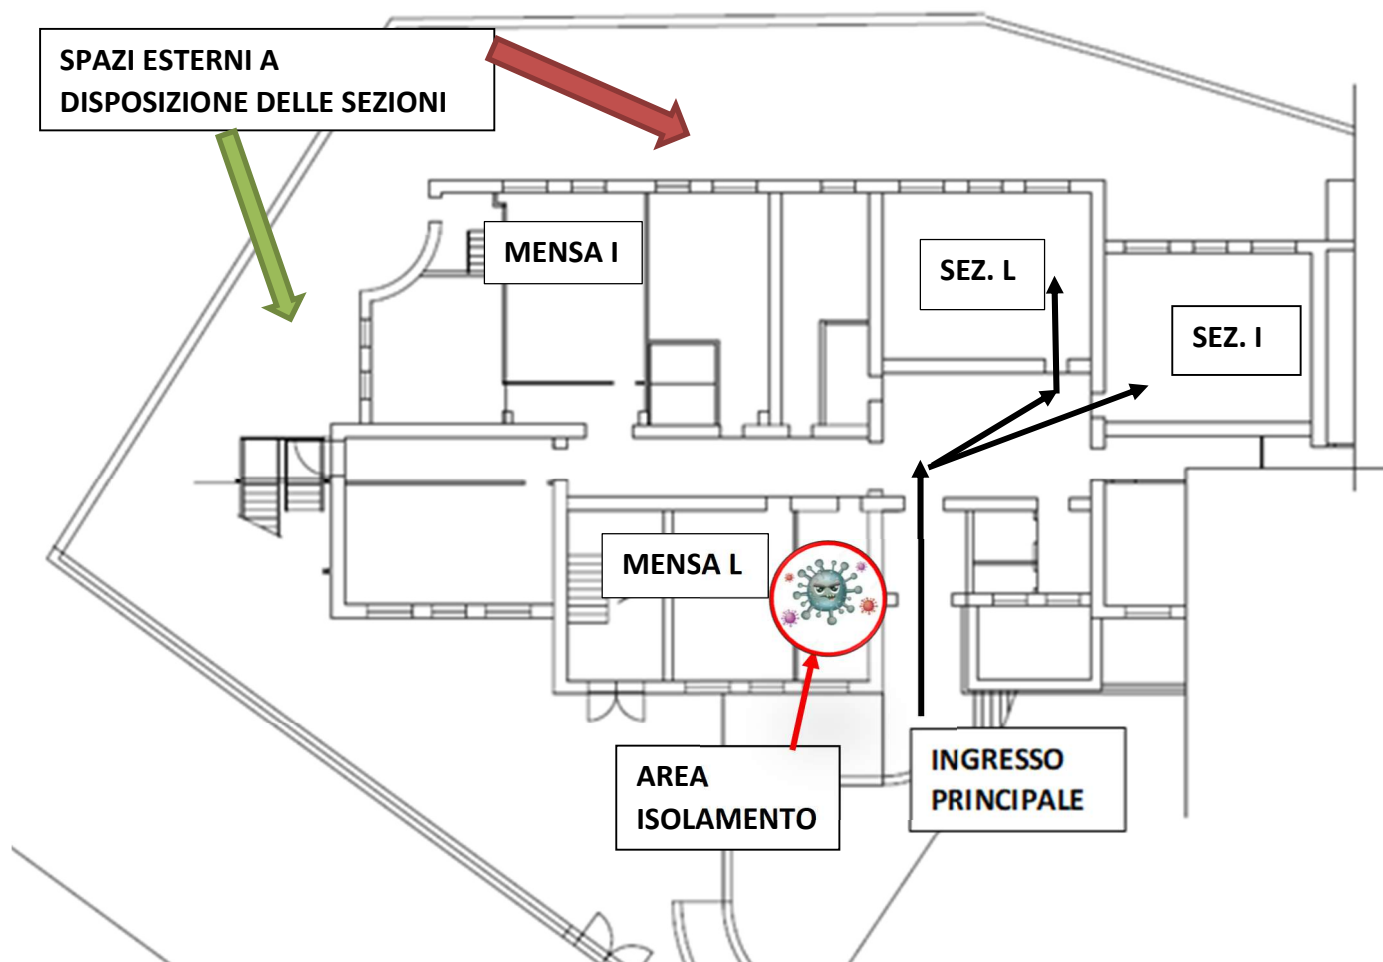 SPAZI ESTERNI A
DISPOSIZIONE DELLE SEZIONI
MENSA I
SEZ. L
SEZ. I
MENSA L
AREA
ISOLAMENTO
INGRESSO
PRINCIPALE